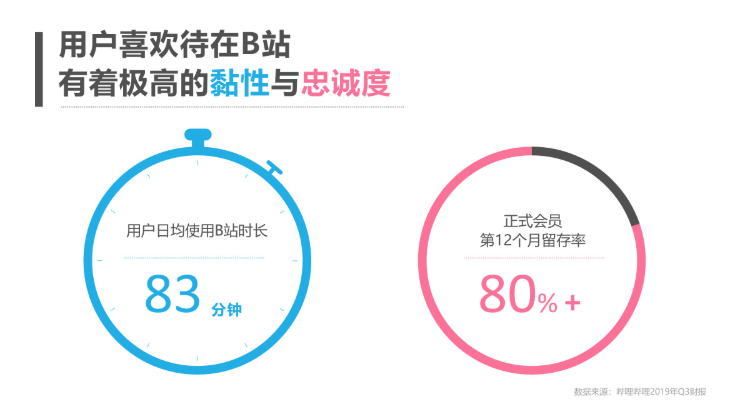 用户喜欢待在B站
有着极高的黏性与忠诚度
用户日均使用B站时长
83 分钟
正式会员
第12个月留存率
80% +
数据来源：哔哩哔哩2019年Q3财报